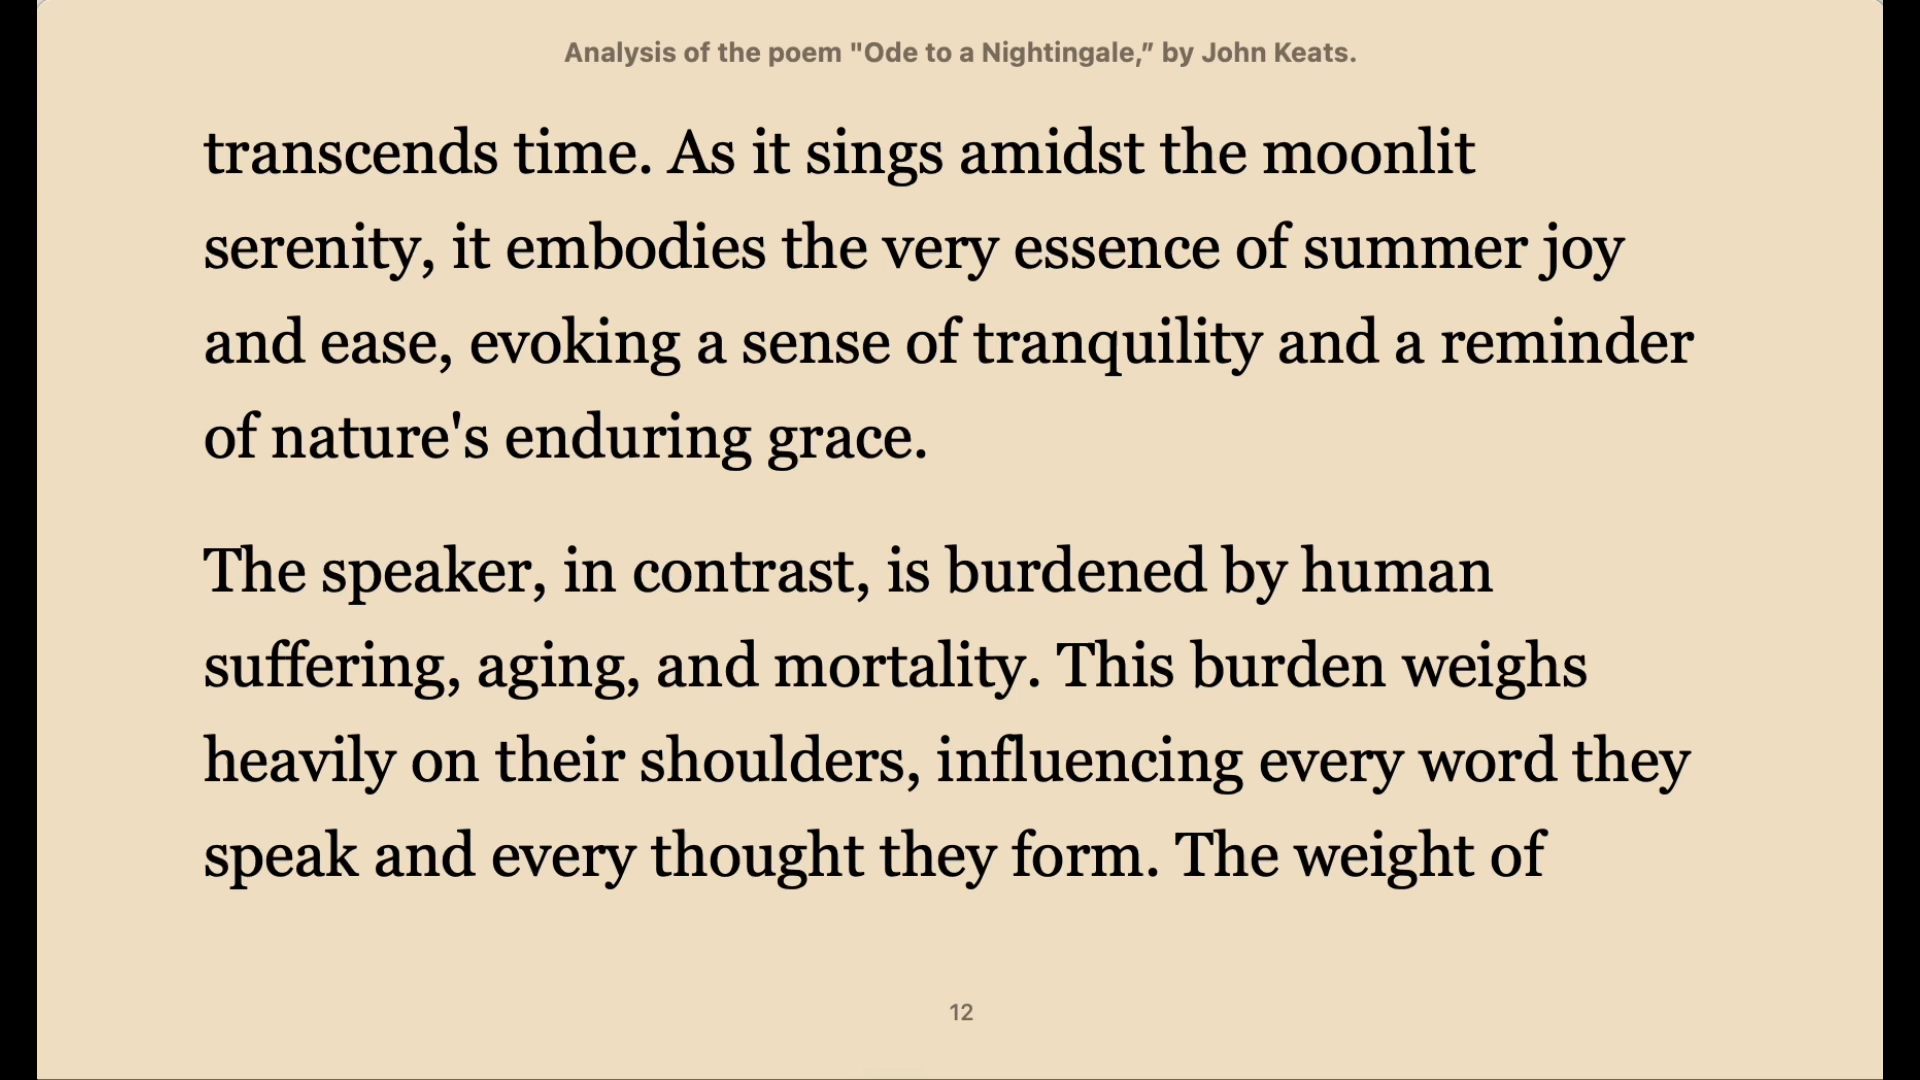 Analysis of the poem "Ode to a Nightingale,” by John Keats.
transcends time. As it sings amidst the moonlit
serenity, it embodies the very essence of summer joy
and ease, evoking a sense of tranquility and a reminder
of nature's enduring grace.
The speaker, in contrast, is burdened by human
suffering, aging, and mortality. This burden weighs
heavily on their shoulders, influencing every word they
speak and every thought they form. The weight of
12